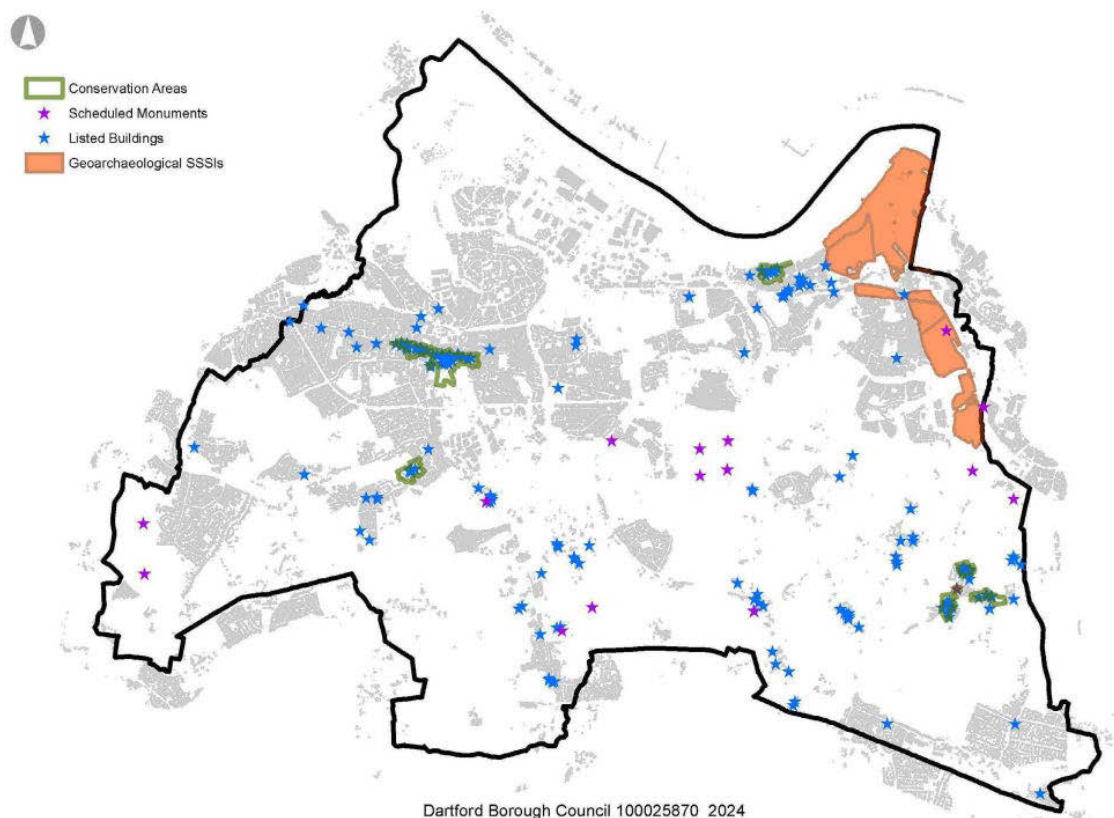 Conservation Areas
Scheduled Monuments
Listed Buildings
Geoarchaeological SSSIs
Dartford Borough Council 100025870 2024